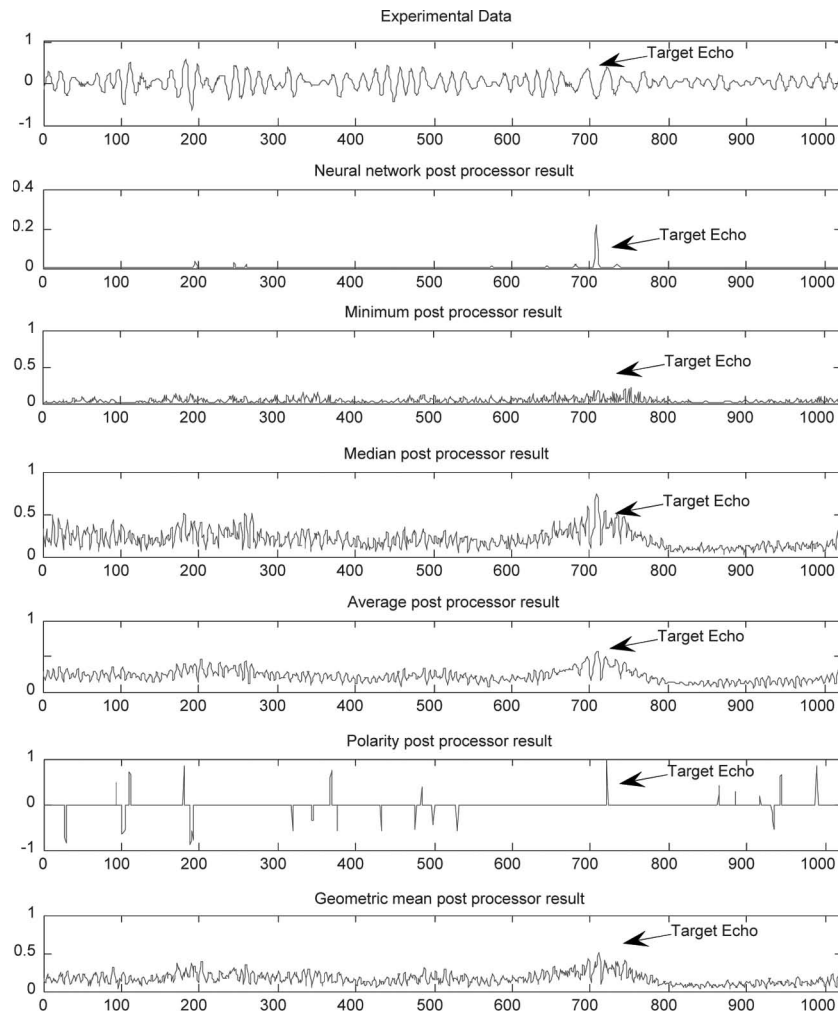 Experimental Data
1
0
-1
Target Echo
0 100 200 300 400 500 600 700 800 900 1000
Neural network post processor result
0.4
0.2
0
Target Echo
0 100 200 300 400 500 600 700 800 900 1000
Minimum post processor result
1
0.5
0
Target Echo
0 100 200 300 400 500 600 700 800 900 1000
Median post processor result
1
0.5
0
Target Echo
0 100 200 300 400 500 600 700 800 900 1000
Average post processor result
1
0
Target Echo
0 100 200 300 400 500 600 700 800 900 1000
Polarity post processor result
1
0
-1
Target Echo
0 100 200 300 400 500 600 700 800 900 1000
Geometric mean post processor result
1
0.5
0
Target Echo
0 100 200 300 400 500 600 700 800 900 1000